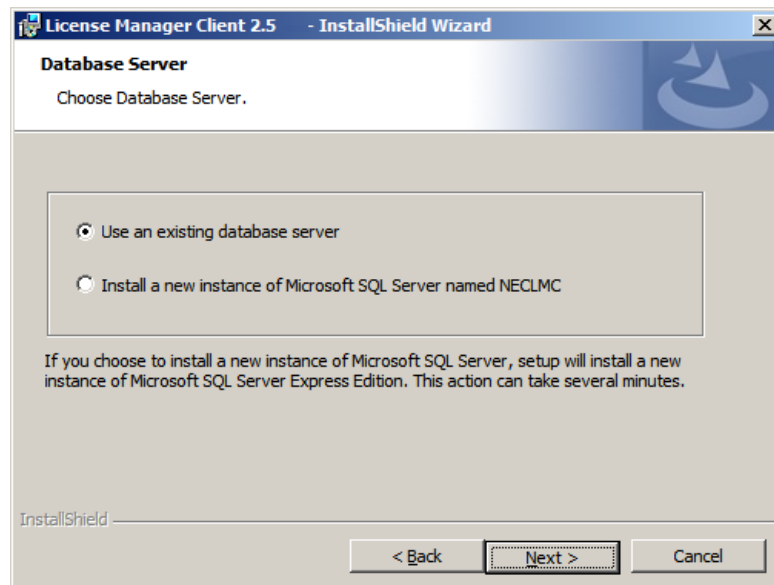 License Manager Client 2.5 - InstallShield Wizard
Database Server
Choose Database Server.
Use an existing database server
Install a new instance of Microsoft SQL Server named NECLMC
If you choose to install a new instance of Microsoft SQL Server, setup will install a new
instance of Microsoft SQL Server Express Edition. This action can take several minutes.
InstallShield
< Back Next > Cancel